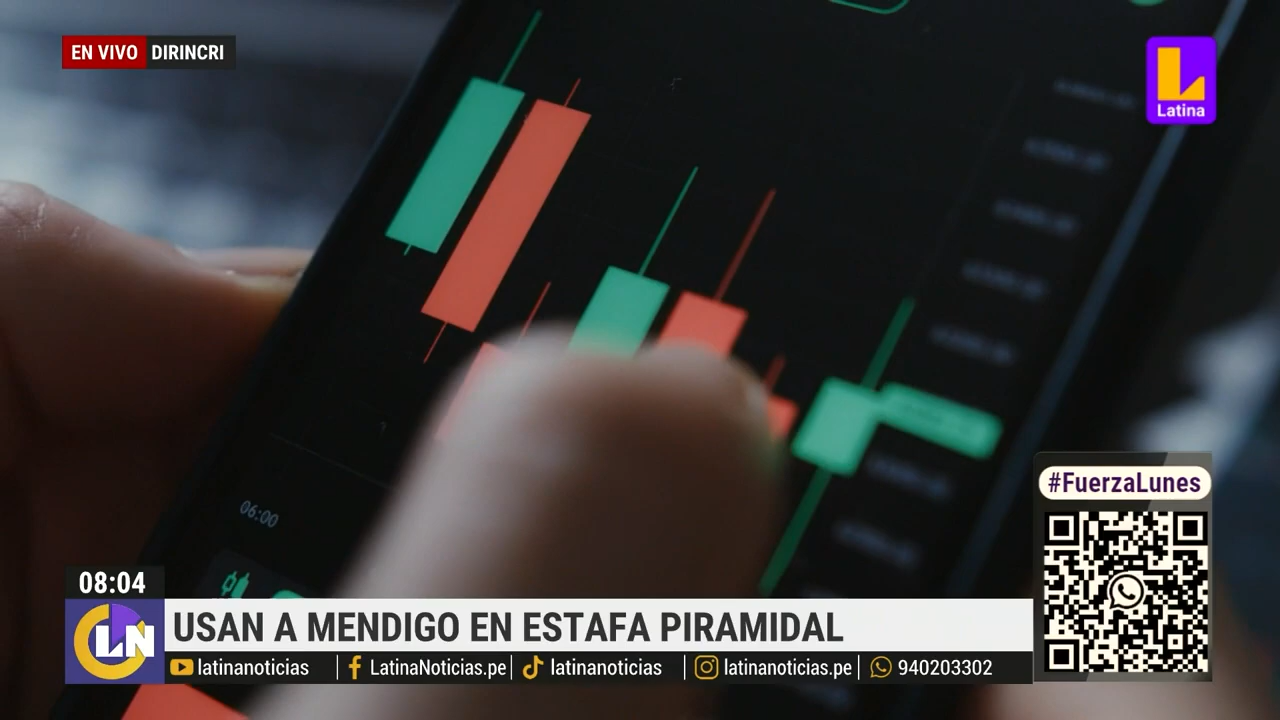 EN VIVO DIRINCRI
Latina
#FuerzaLunes
06:00
08:04
LN
USAN A MENDIGO EN ESTAFA PIRAMIDAL
latinanoticias
LatinaNoticias.pe
latinanoticias
latinanoticias.pe
940203302